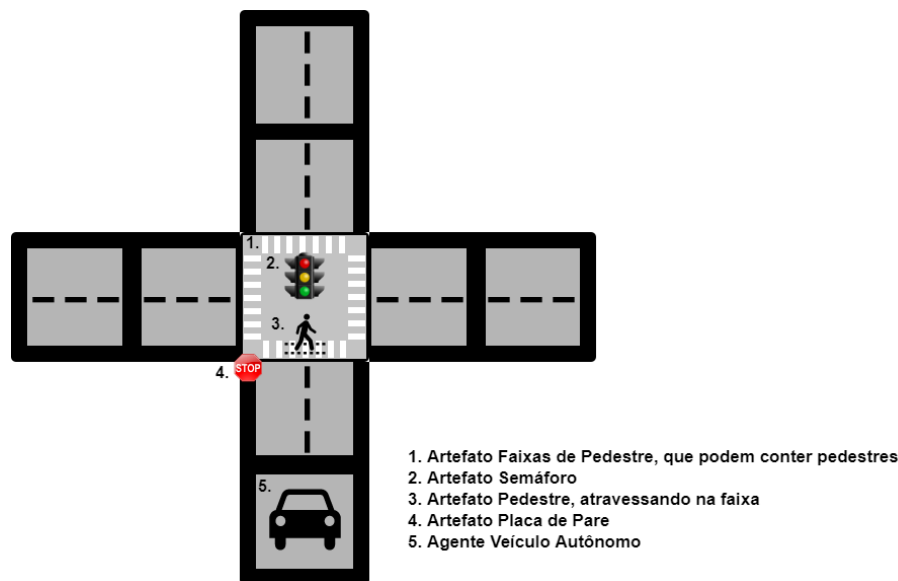 1.
2.
3.
4. STOP
5.
1. Artefato Faixas de Pedestre, que podem conter pedestres
2. Artefato Semáforo
3. Artefato Pedestre, atravessando na faixa
4. Artefato Placa de Pare
5. Agente Veículo Autônomo